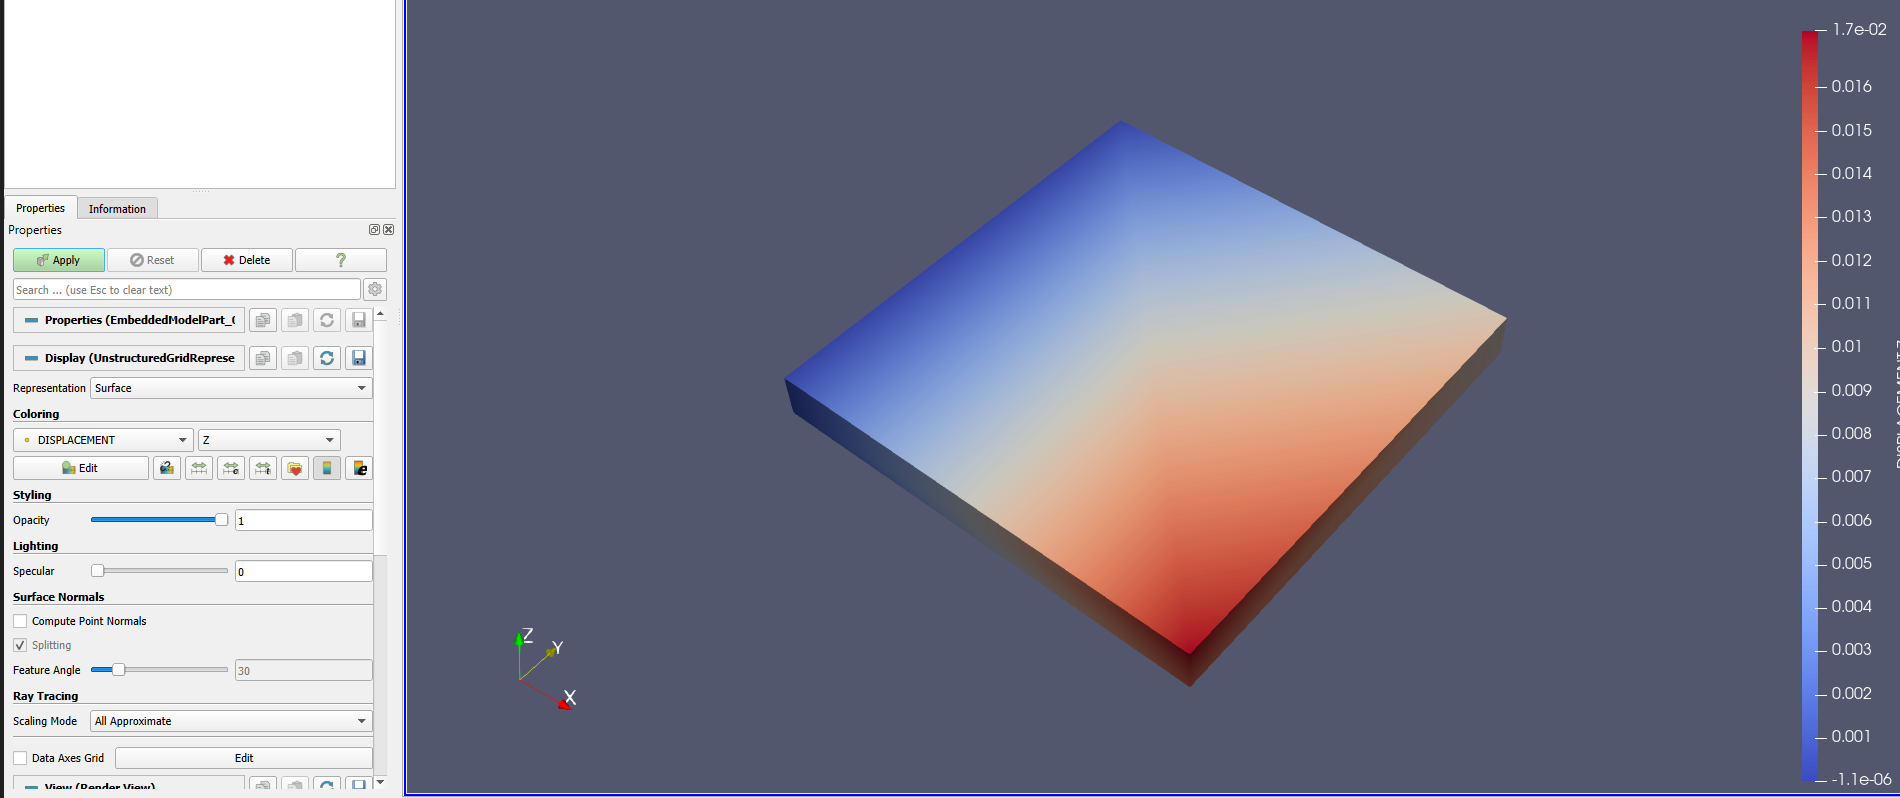 Properties
Information
Properties
Apply
Reset
Delete
?
Search ... (use Esc to clear text)
Properties (EmbeddedModelPart_(
Display (UnstructuredGridReprese
Representation
Surface
Coloring
DISPLACEMENT
Z
Edit
Styling
Opacity
1
Lighting
Specular
0
Surface Normals
Compute Point Normals
Splitting
Feature Angle
30
Ray Tracing
Scaling Mode
All Approximate
Data Axes Grid
Edit
View (Render View)
Z
Y
X
1.7e-02
0.016
0.015
0.014
0.013
0.012
0.011
0.01
0.009
0.008
0.007
0.006
0.005
0.004
0.003
0.002
0.001
-1.1e-06
DISPLACEMENT Z